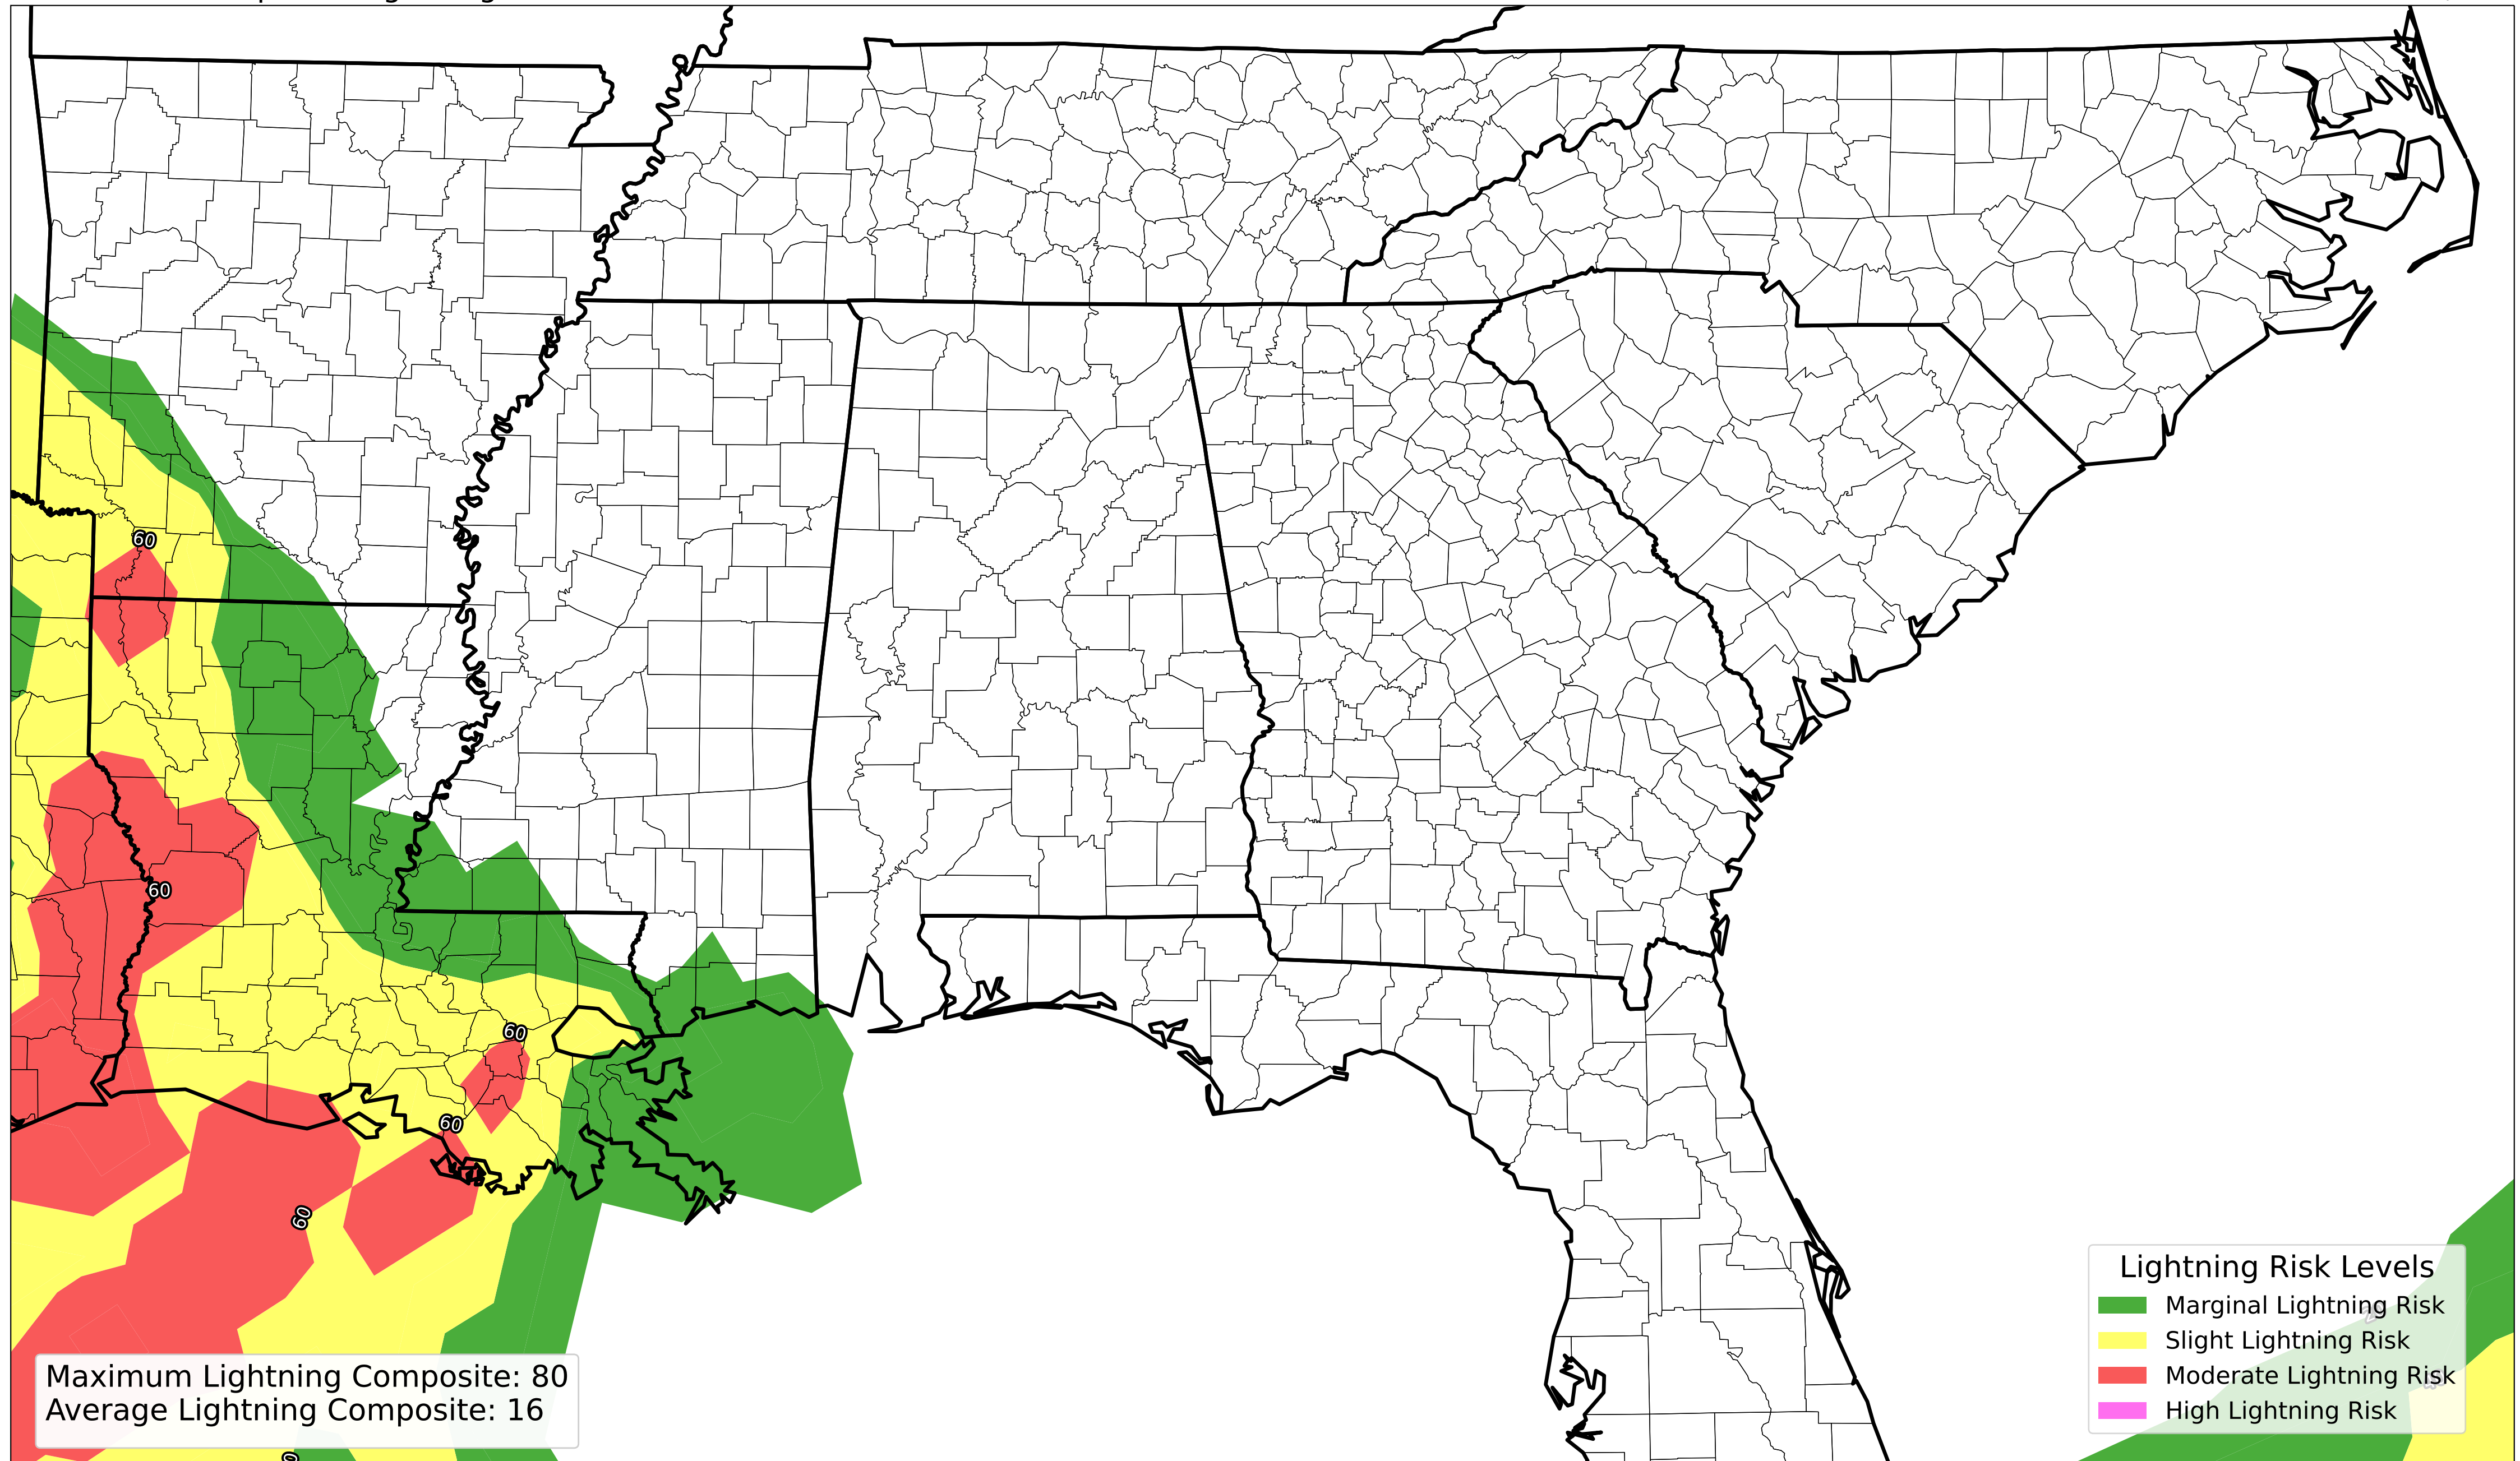 60
60
60
60
60
Lightning Risk Levels
Marginal Lightning Risk
Slight Lightning Risk
Moderate Lightning Risk
High Lightning Risk
Maximum Lightning Composite: 80
Average Lightning Composite: 16